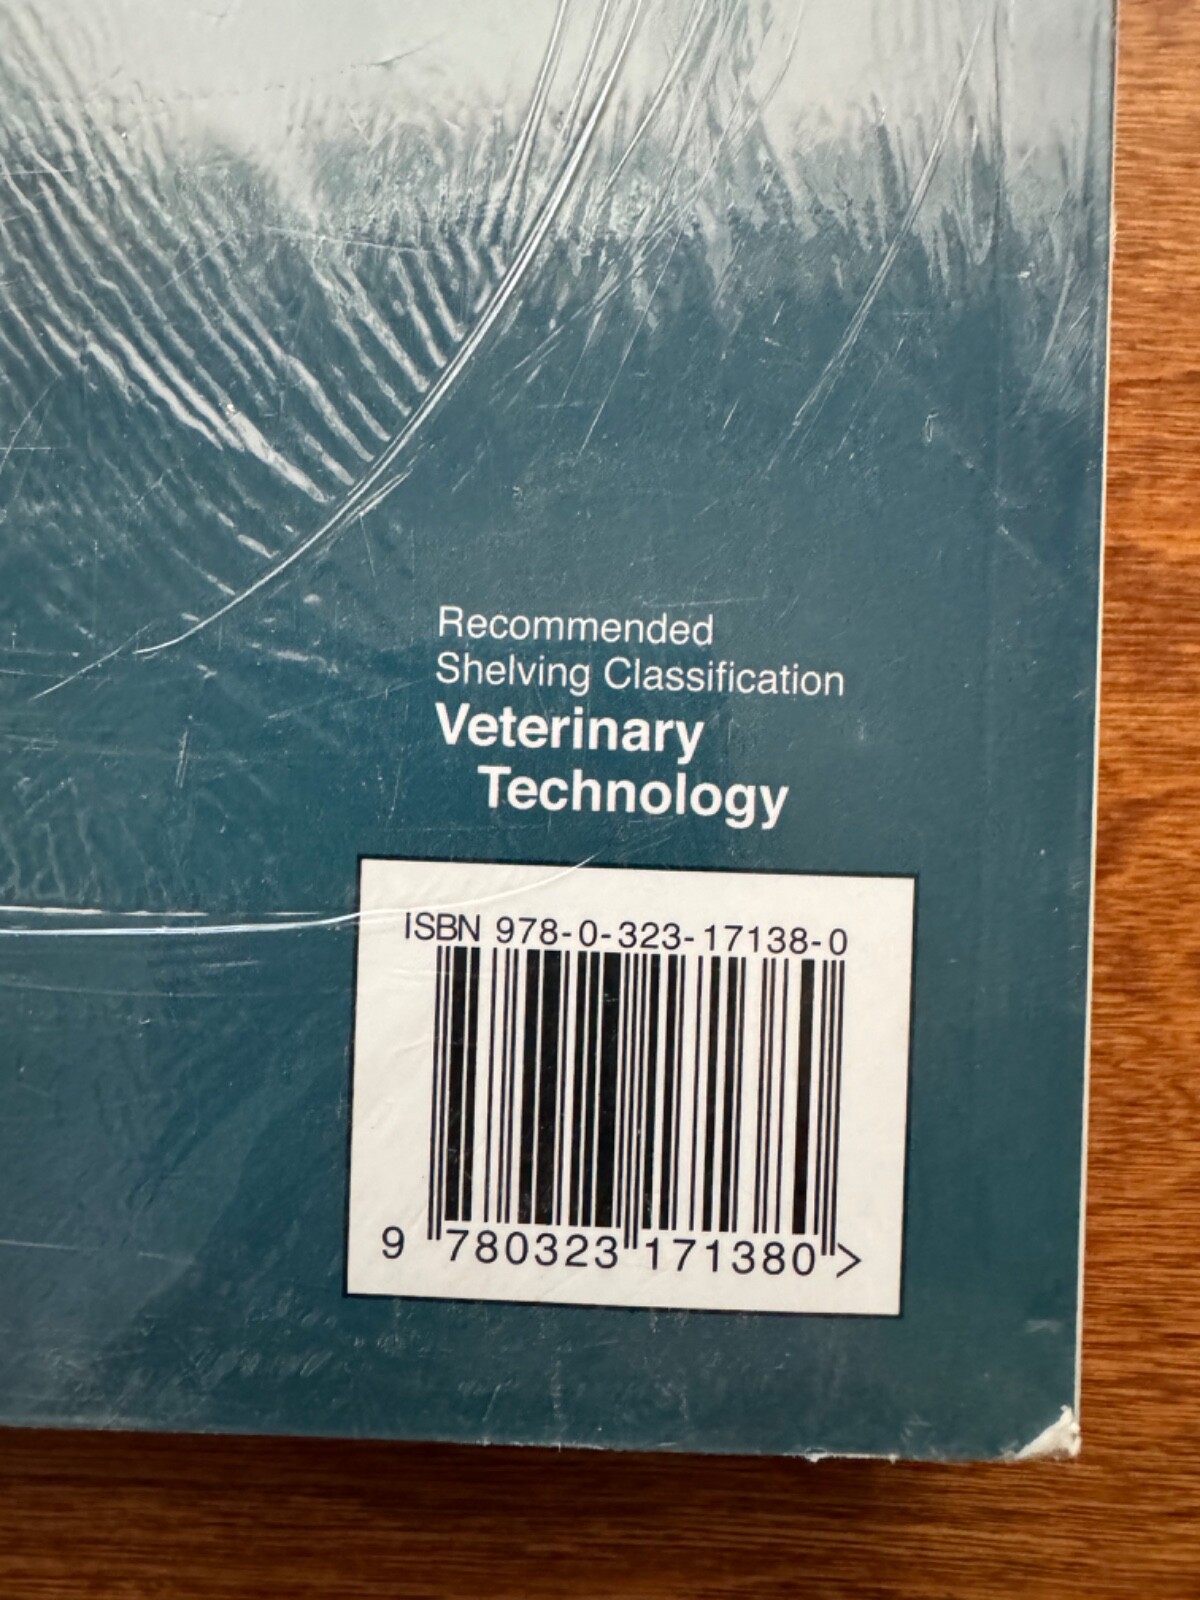 Recommended
Shelving Classification
Veterinary
Technology
ISBN 978-0-323-17138-0
9 780323 171380 >